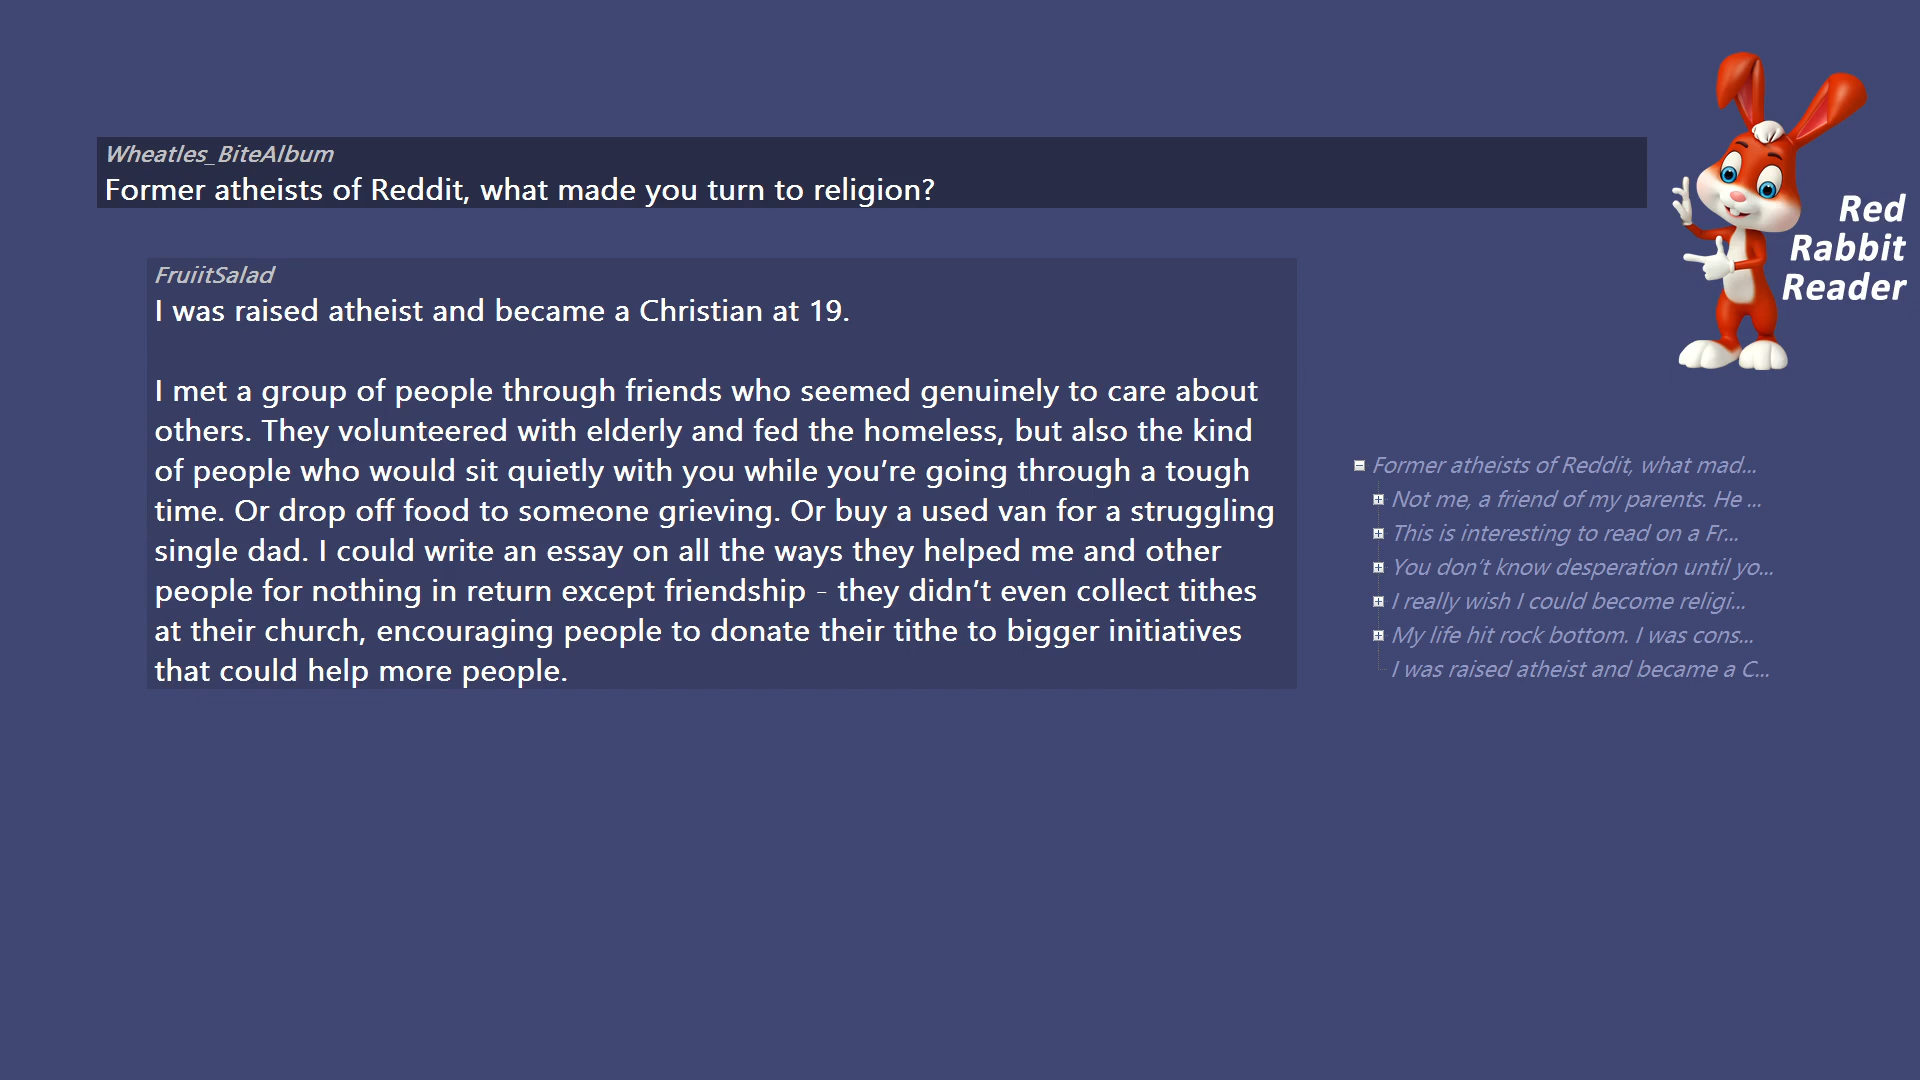 Wheatles_BiteAlbum
Former atheists of Reddit, what made you turn to religion?
FruiitSalad
I was raised atheist and became a Christian at 19.
I met a group of people through friends who seemed genuinely to care about
others. They volunteered with elderly and fed the homeless, but also the kind
of people who would sit quietly with you while you’re going through a tough
time. Or drop off food to someone grieving. Or buy a used van for a struggling
single dad. I could write an essay on all the ways they helped me and other
people for nothing in return except friendship - they didn’t even collect tithes
at their church, encouraging people to donate their tithe to bigger initiatives
that could help more people.
Red
Rabbit
Reader
Former atheists of Reddit, what mad...
Not me, a friend of my parents. He ...
This is interesting to read on a Fr...
You don’t know desperation until yo...
I really wish I could become religi...
My life hit rock bottom. I was cons...
I was raised atheist and became a C...